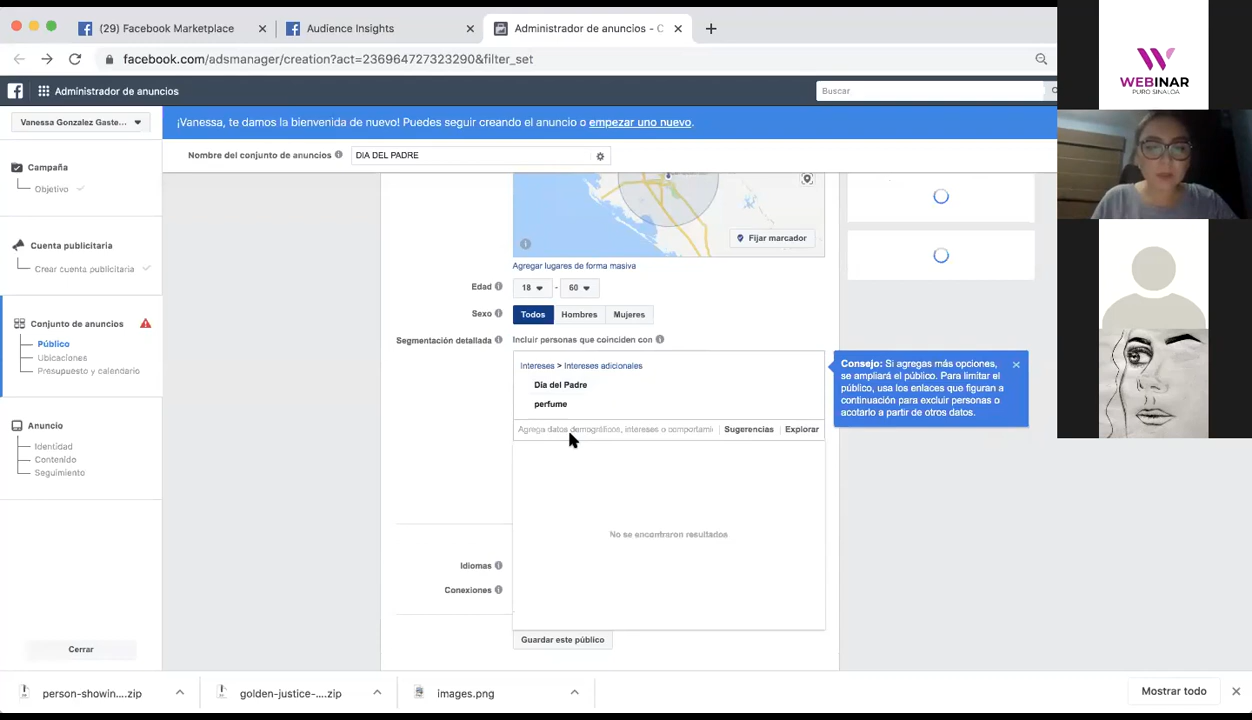 (29) Facebook Marketplace
Audience Insights
Administrador de anuncios - C
facebook.com/adsmanager/creation?act=236964727323290&filter_set
Administrador de anuncios
Buscar
WEBINAR
PURO SINALOA
Vanessa Gonzalez Gaste...
¡Vanessa, te damos la bienvenida de nuevo! Puedes seguir creando el anuncio o empezar uno nuevo.
Nombre del conjunto de anuncios
DIA DEL PADRE
Campaña
Objetivo
Cuenta publicitaria
Crear cuenta publicitaria
Conjunto de anuncios
Público
Ubicaciones
Presupuesto y calendario
Anuncio
Identidad
Contenido
Seguimiento
Cerrar
Fijar marcador
Agregar lugares de forma masiva
Edad
18 - 60
Sexo
Todos Hombres Mujeres
Segmentación detallada
Incluir personas que coinciden con
Intereses > Intereses adicionales
Día del Padre
perfume
Agrega datos demográficos, intereses o comportami
Sugerencias
Explorar
No se encontraron resultados
Idiomas
Conexiones
Guardar este público
Consejo: Si agregas más opciones,
se ampliará el público. Para limitar el
público, usa los enlaces que figuran a
continuación para excluir personas o
acotarlo a partir de otros datos.
person-showin....zip
golden-justice-....zip
images.png
Mostrar todo